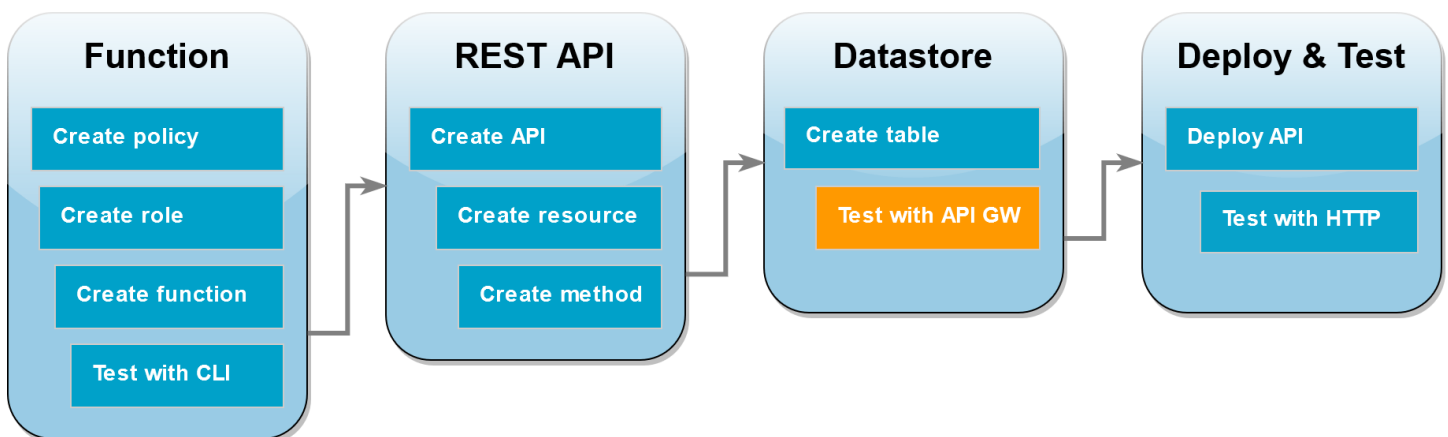 Function
Create policy
Create role
Create function
Test with CLI
REST API
Create API
Create resource
Create method
Datastore
Create table
Test with API GW
Deploy & Test
Deploy API
Test with HTTP